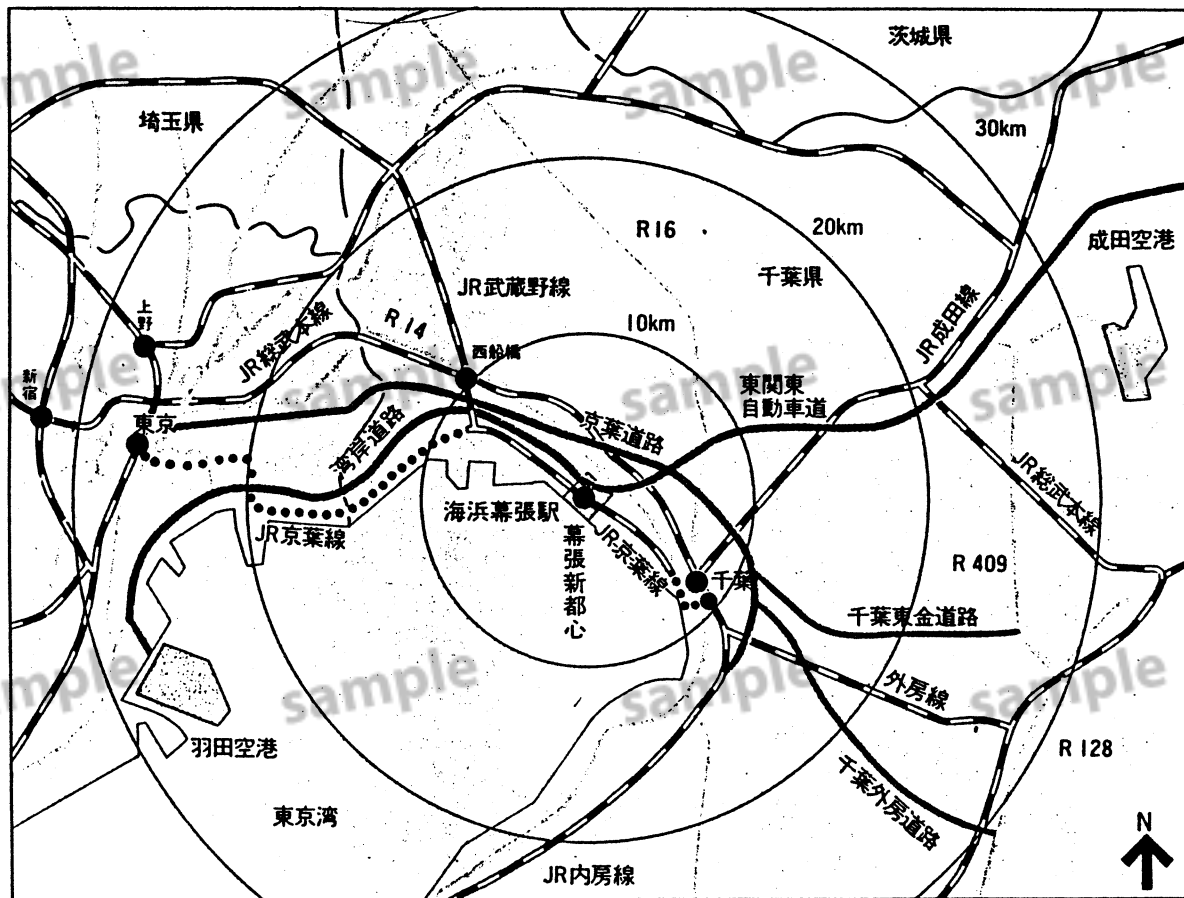 茨城県
sample
sample
sample
sample
埼玉県
30km
R16
20km
成田空港
千葉県
JR武蔵野線
10km
上野
R14
JR総武本線
西船橋
JR成田線
新宿
sample
sample
sample
sample
東関東
自動車道
東京
京葉道路
湾岸道路
JR総武本線
海浜幕張駅
JR京葉線
JR京葉線
幕張新都心
千葉
R 409
千葉東金道路
sample
sample
sample
sample
外房線
羽田空港
R 128
千葉外房道路
東京湾
JR内房線
N